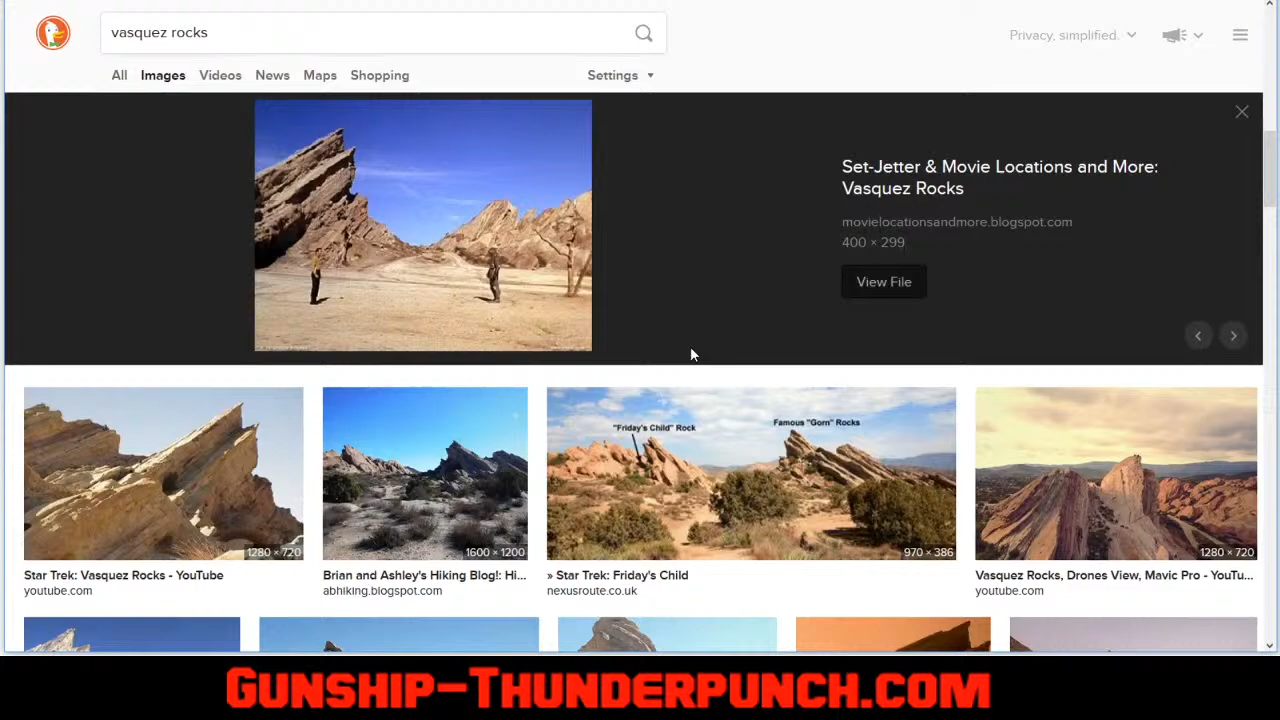 vasquez rocks
Privacy, simplified.
All Images Videos News Maps Shopping Settings
Set-Jetter & Movie Locations and More:
Vasquez Rocks
movielocationsandmore.blogspot.com
400 × 299
View File
"Friday's Child" Rock
Famous "Gorn" Rocks
1280 × 720
1600 × 1200
970 × 386
1280 × 720
Star Trek: Vasquez Rocks - YouTube
youtube.com
Brian and Ashley's Hiking Blog!: Hi...
abhiking.blogspot.com
» Star Trek: Friday's Child
nexusroute.co.uk
Vasquez Rocks, Drones View, Mavic Pro - YouTu...
youtube.com
Gunship-Thunderpunch.com